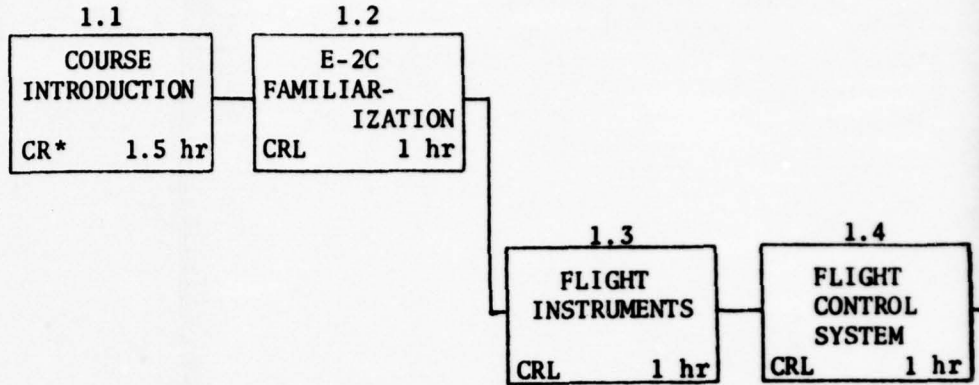 1.1
COURSE
INTRODUCTION
CR* 1.5 hr
1.2
E-2C
FAMILIAR-
IZATION
CRL 1 hr
1.3
FLIGHT
INSTRUMENTS
CRL 1 hr
1.4
FLIGHT
CONTROL
SYSTEM
CRL 1 hr